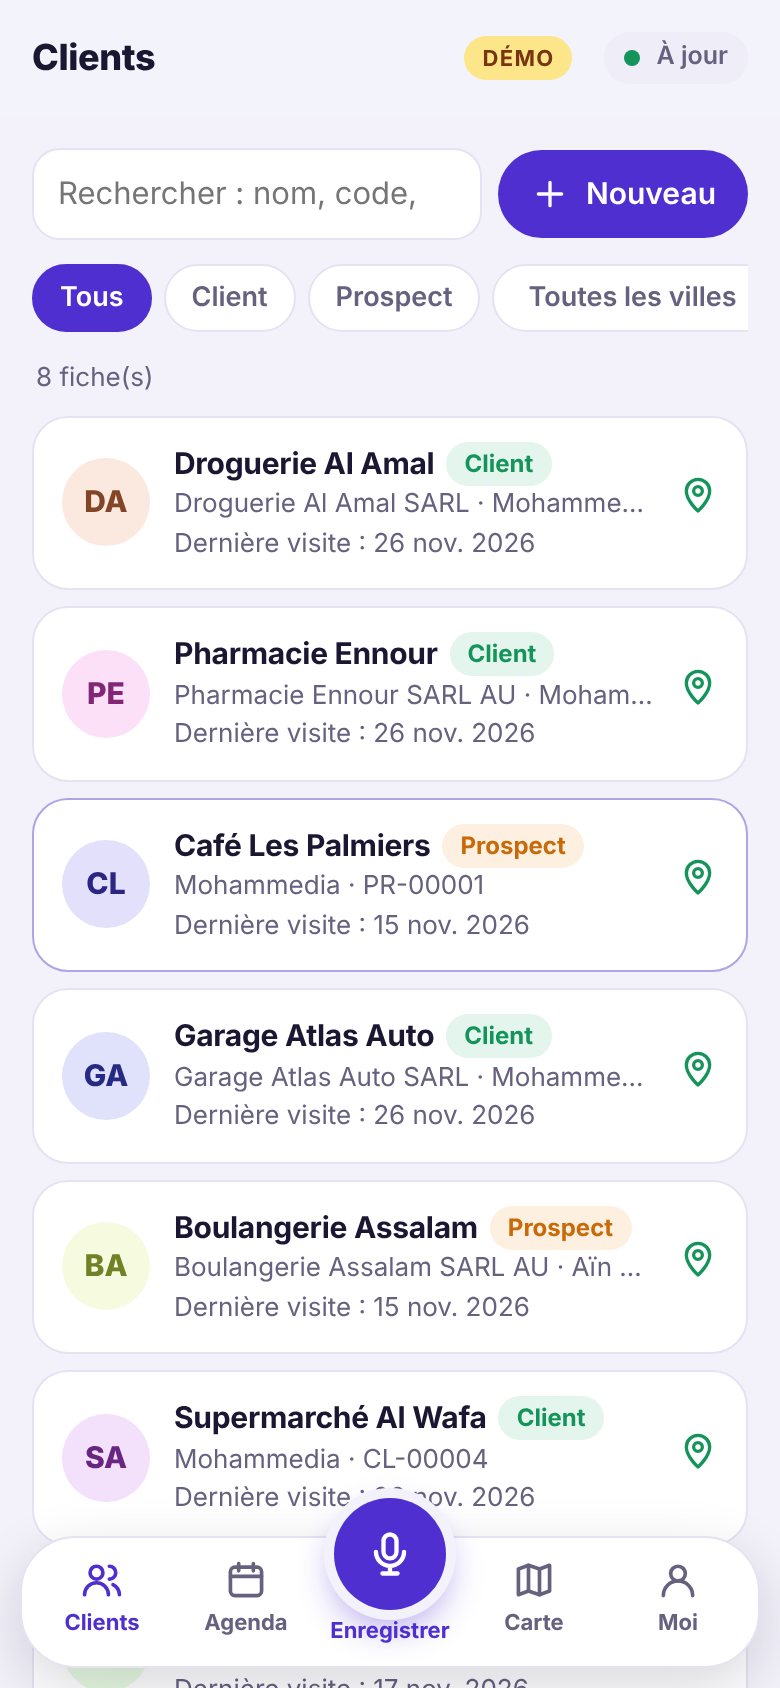 Clients
DÉMO
À jour
Rechercher : nom, code,
Nouveau
Tous
Client
Prospect
Toutes les villes
8 fiche(s)
DA
Droguerie Al Amal
Client
Droguerie Al Amal SARL · Mohamme...
Dernière visite : 26 nov. 2026
PE
Pharmacie Ennour
Client
Pharmacie Ennour SARL AU · Moham...
Dernière visite : 26 nov. 2026
CL
Café Les Palmiers
Prospect
Mohammedia · PR-00001
Dernière visite : 15 nov. 2026
GA
Garage Atlas Auto
Client
Garage Atlas Auto SARL · Mohamme...
Dernière visite : 26 nov. 2026
BA
Boulangerie Assalam
Prospect
Boulangerie Assalam SARL AU · Aïn ...
Dernière visite : 15 nov. 2026
SA
Supermarché Al Wafa
Client
Mohammedia · CL-00004
Dernière visite nov. 2026
Clients
Agenda
Enregistrer
Carte
Moi
Dernière visite : 17 nov. 2026